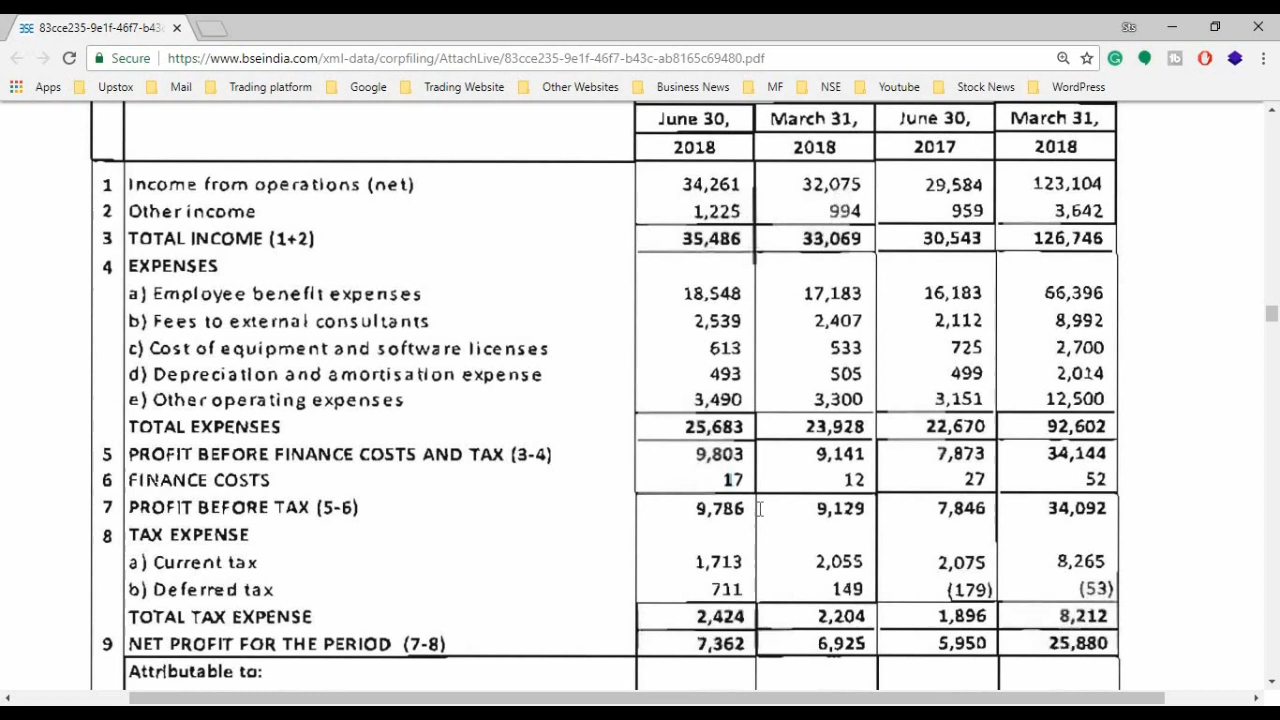 83cce235-9e1f-46f7-b43c
Sts
Secure https://www.bseindia.com/xml-data/corpfiling/AttachLive/83cce235-9e1f-46f7-b43c-ab8165c69480.pdf
Apps Upstox Mail Trading platform Google Trading Website Other Websites Business News MF NSE Youtube Stock News WordPress
June 30, March 31, June 30, March 31,
2018 2018 2017 2018
1 Income from operations (net) 34,261 32,075 29,584 123,104
2 Other income 1,225 994 959 3,642
3 TOTAL INCOME (1+2) 35,486 33,069 30,543 126,746
4 EXPENSES
a) Employee benefit expenses 18,548 17,183 16,183 66,396
b) Fees to external consultants 2,539 2,407 2,112 8,992
c) Cost of equipment and software licenses 613 533 725 2,700
d) Depreciation and amortisation expense 493 505 499 2,014
e) Other operating expenses 3,490 3,300 3,151 12,500
TOTAL EXPENSES 25,683 23,928 22,670 92,602
5 PROFIT BEFORE FINANCE COSTS AND TAX (3-4) 9,803 9,141 7,873 34,144
6 FINANCE COSTS 17 12 27 52
7 PROFIT BEFORE TAX (5-6) 9,786 9,129 7,846 34,092
8 TAX EXPENSE
a) Current tax 1,713 2,055 2,075 8,265
b) Deferred tax 711 149 (179) (53)
TOTAL TAX EXPENSE 2,424 2,204 1,896 8,212
9 NET PROFIT FOR THE PERIOD (7-8) 7,362 6,925 5,950 25,880
Attributable to: